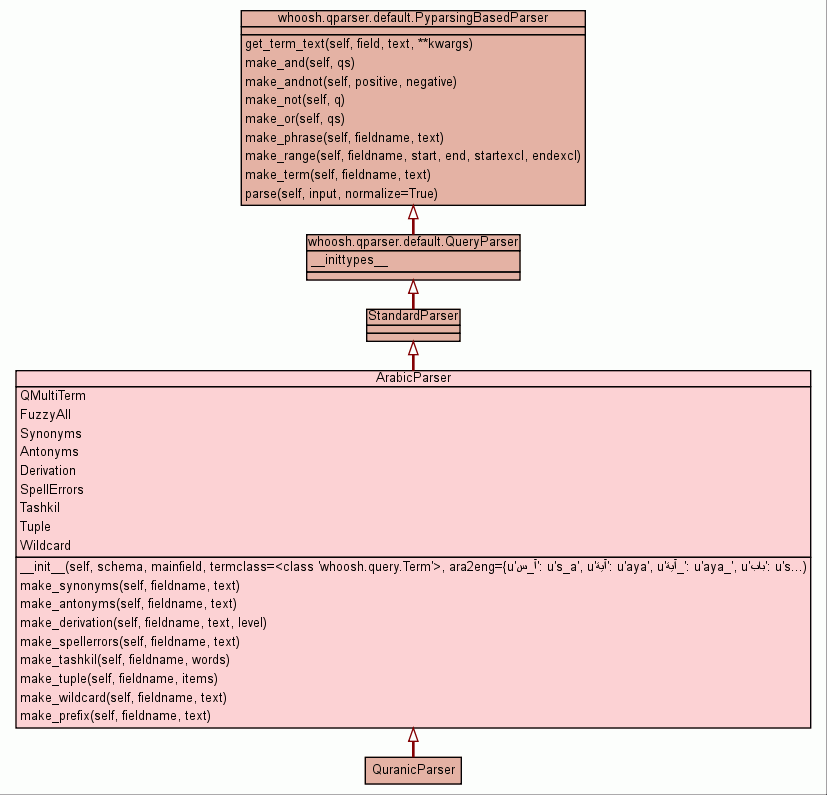 whoosh.qparser.default.PyparsingBasedParser
get_term_text(self, field, text, **kwargs)
make_and(self, qs)
make_andnot(self, positive, negative)
make_not(self, q)
make_or(self, qs)
make_phrase(self, fieldname, text)
make_range(self, fieldname, start, end, startexcl, endexcl)
make_term(self, fieldname, text)
parse(self, input, normalize=True)
whoosh.qparser.default.QueryParser
__inittypes__
StandardParser
ArabicParser
QMultiTerm
FuzzyAll
Synonyms
Antonyms
Derivation
SpellErrors
Tashkil
Tuple
Wildcard
__init__(self, schema, mainfield, termclass=<class 'whoosh.query.Term'>, ara2eng={u'آ_س': u's_a', u'آية': u'aya', u'آية_': u'aya_', u'باب': u's...)
make_synonyms(self, fieldname, text)
make_antonyms(self, fieldname, text)
make_derivation(self, fieldname, text, level)
make_spellerrors(self, fieldname, text)
make_tashkil(self, fieldname, words)
make_tuple(self, fieldname, items)
make_wildcard(self, fieldname, text)
make_prefix(self, fieldname, text)
QuranicParser